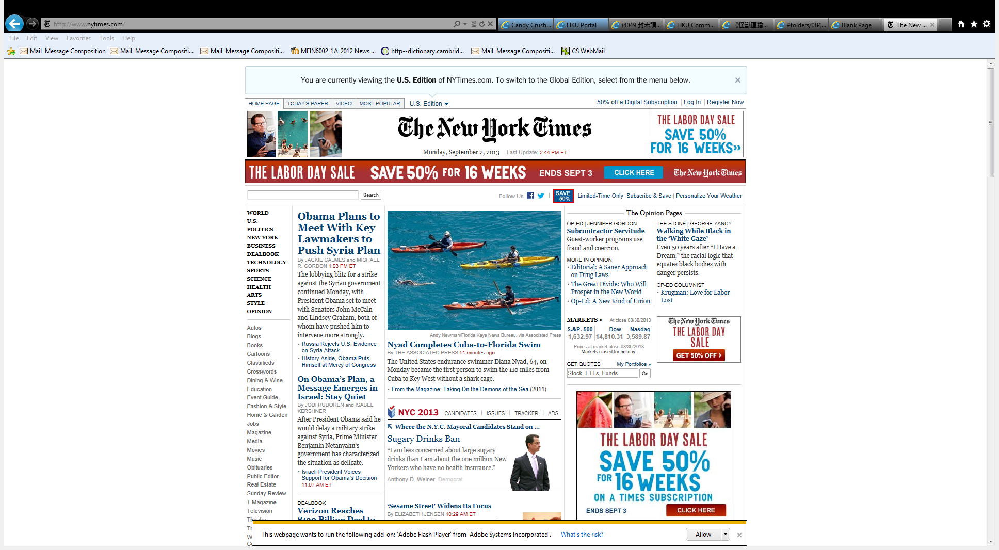 http://www.nytimes.com/
Candy Crush...
HKU Portal
(4049 封未讀...
HKU Comm...
《怪獸直播...
#folders/0B4...
Blank Page
The New ...
File Edit View Favorites Tools Help
Mail Message Composition
Mail Message Compositi...
Mail Message Compositi...
MFIN6002_1A_2012 News ...
http--dictionary.cambrid...
Mail Message Compositi...
CS WebMail
You are currently viewing the U.S. Edition of NYTimes.com. To switch to the Global Edition, select from the menu below.
HOME PAGE
TODAY'S PAPER
VIDEO
MOST POPULAR
U.S. Edition
50% off a Digital Subscription
Log In
Register Now
The New York Times
Monday, September 2, 2013 Last Update: 2:44 PM ET
THE LABOR DAY SALE
SAVE 50%
FOR 16 WEEKS»
THE LABOR DAY SALE SAVE 50% FOR 16 WEEKS ENDS SEPT 3 CLICK HERE The New York Times
Search
Follow Us
SAVE
50%
Limited-Time Only: Subscribe & Save | Personalize Your Weather
WORLD
U.S.
POLITICS
NEW YORK
BUSINESS
DEALBOOK
TECHNOLOGY
SPORTS
SCIENCE
HEALTH
ARTS
STYLE
OPINION
Autos
Blogs
Books
Cartoons
Classifieds
Crosswords
Dining & Wine
Education
Event Guide
Fashion & Style
Home & Garden
Jobs
Magazine
Media
Movies
Music
Obituaries
Public Editor
Real Estate
Sunday Review
T Magazine
Television
Theater
Obama Plans to
Meet With Key
Lawmakers to
Push Syria Plan
By JACKIE CALMES and MICHAEL
R. GORDON 1:03 PM ET
The lobbying blitz for a strike
against the Syrian government
continued Monday, with
President Obama set to meet
with Senators John McCain
and Lindsey Graham, both of
whom have pushed him to
intervene more strongly.
· Russia Rejects U.S. Evidence
on Syria Attack
· History Aside, Obama Puts
Himself at Mercy of Congress
On Obama's Plan, a
Message Emerges in
Israel: Stay Quiet
By JODI RUDOREN and ISABEL
KERSHNER
After President Obama said he
would delay a military strike
against Syria, Prime Minister
Benjamin Netanyahu's
government has characterized
the situation as delicate.
· Israeli President Voices
Support for Obama's Decision
11:07 AM ET
DEALBOOK
Verizon Reaches
$130 Billion Deal to
Andy Newman/Florida Keys News Bureau, via Associated Press
Nyad Completes Cuba-to-Florida Swim
By THE ASSOCIATED PRESS 51 minutes ago
The United States endurance swimmer Diana Nyad, 64, on
Monday became the first person to swim the 110 miles from
Cuba to Key West without a shark cage.
· From the Magazine: Taking On the Demons of the Sea (2011)
NYC 2013 CANDIDATES | ISSUES | TRACKER | ADS
Where the N.Y.C. Mayoral Candidates Stand on ...
Sugary Drinks Ban
“I am less concerned about large sugary
drinks than I am about the one million New
Yorkers who have no health insurance.”
Anthony D. Weiner, Democrat
‘Sesame Street’ Widens Its Focus
By ELIZABETH JENSEN 10:29 AM ET
The Opinion Pages
OP-ED | JENNIFER GORDON
Subcontractor Servitude
Guest-worker programs use
fraud and coercion.
MORE IN OPINION
· Editorial: A Saner Approach
on Drug Laws
· The Great Divide: Who Will
Prosper in the New World
· Op-Ed: A New Kind of Union
THE STONE | GEORGE YANCY
Walking While Black in
the ‘White Gaze’
Even 50 years after “I Have a
Dream,” the racial logic that
equates black bodies with
danger persists.
OP-ED COLUMNIST
· Krugman: Love for Labor
Lost
MARKETS » At close 08/30/2013
S.&P. 500 Dow Nasdaq
1,632.97 14,810.31 3,589.87
Prices at market close 08/30/2013
Markets closed for holiday.
GET QUOTES My Portfolios »
Stock, ETFs, Funds Go
The New York Times
THE LABOR DAY
SALE
GET 50% OFF ›
THE LABOR DAY SALE
SAVE 50%
FOR 16 WEEKS
ON A TIMES SUBSCRIPTION
ENDS SEPT 3 CLICK HERE
This webpage wants to run the following add-on: 'Adobe Flash Player' from 'Adobe Systems Incorporated'. What's the risk? Allow